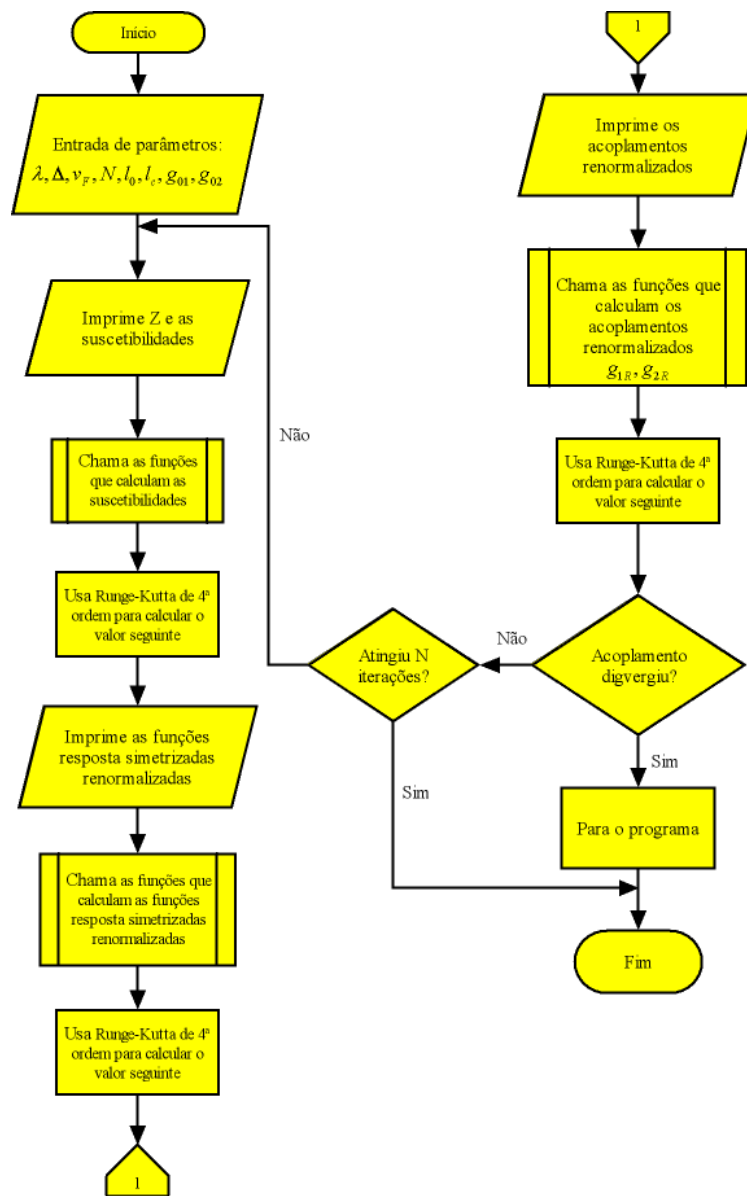 Início
Entrada de parâmetros:
λ, Δ, v_F, N, l_0, l_c, g_01, g_02
Imprime Z e as
suscetibilidades
Chama as funções
que calculam as
suscetibilidades
Usa Runge-Kutta de 4ª
ordem para calcular o
valor seguinte
Imprime as funções
resposta simetrizadas
renormalizadas
Chama as funções que
calculam as funções
resposta simetrizadas
renormalizadas
Usa Runge-Kutta de 4ª
ordem para calcular o
valor seguinte
1
1
Imprime os
acoplamentos
renormalizados
Chama as funções que
calculam os
acoplamentos
renormalizados
g_1R, g_2R
Usa Runge-Kutta de 4ª
ordem para calcular o
valor seguinte
Acoplamento
digvergiu?
Não
Atingiu N
iterações?
Não
Sim
Sim
Para o programa
Fim